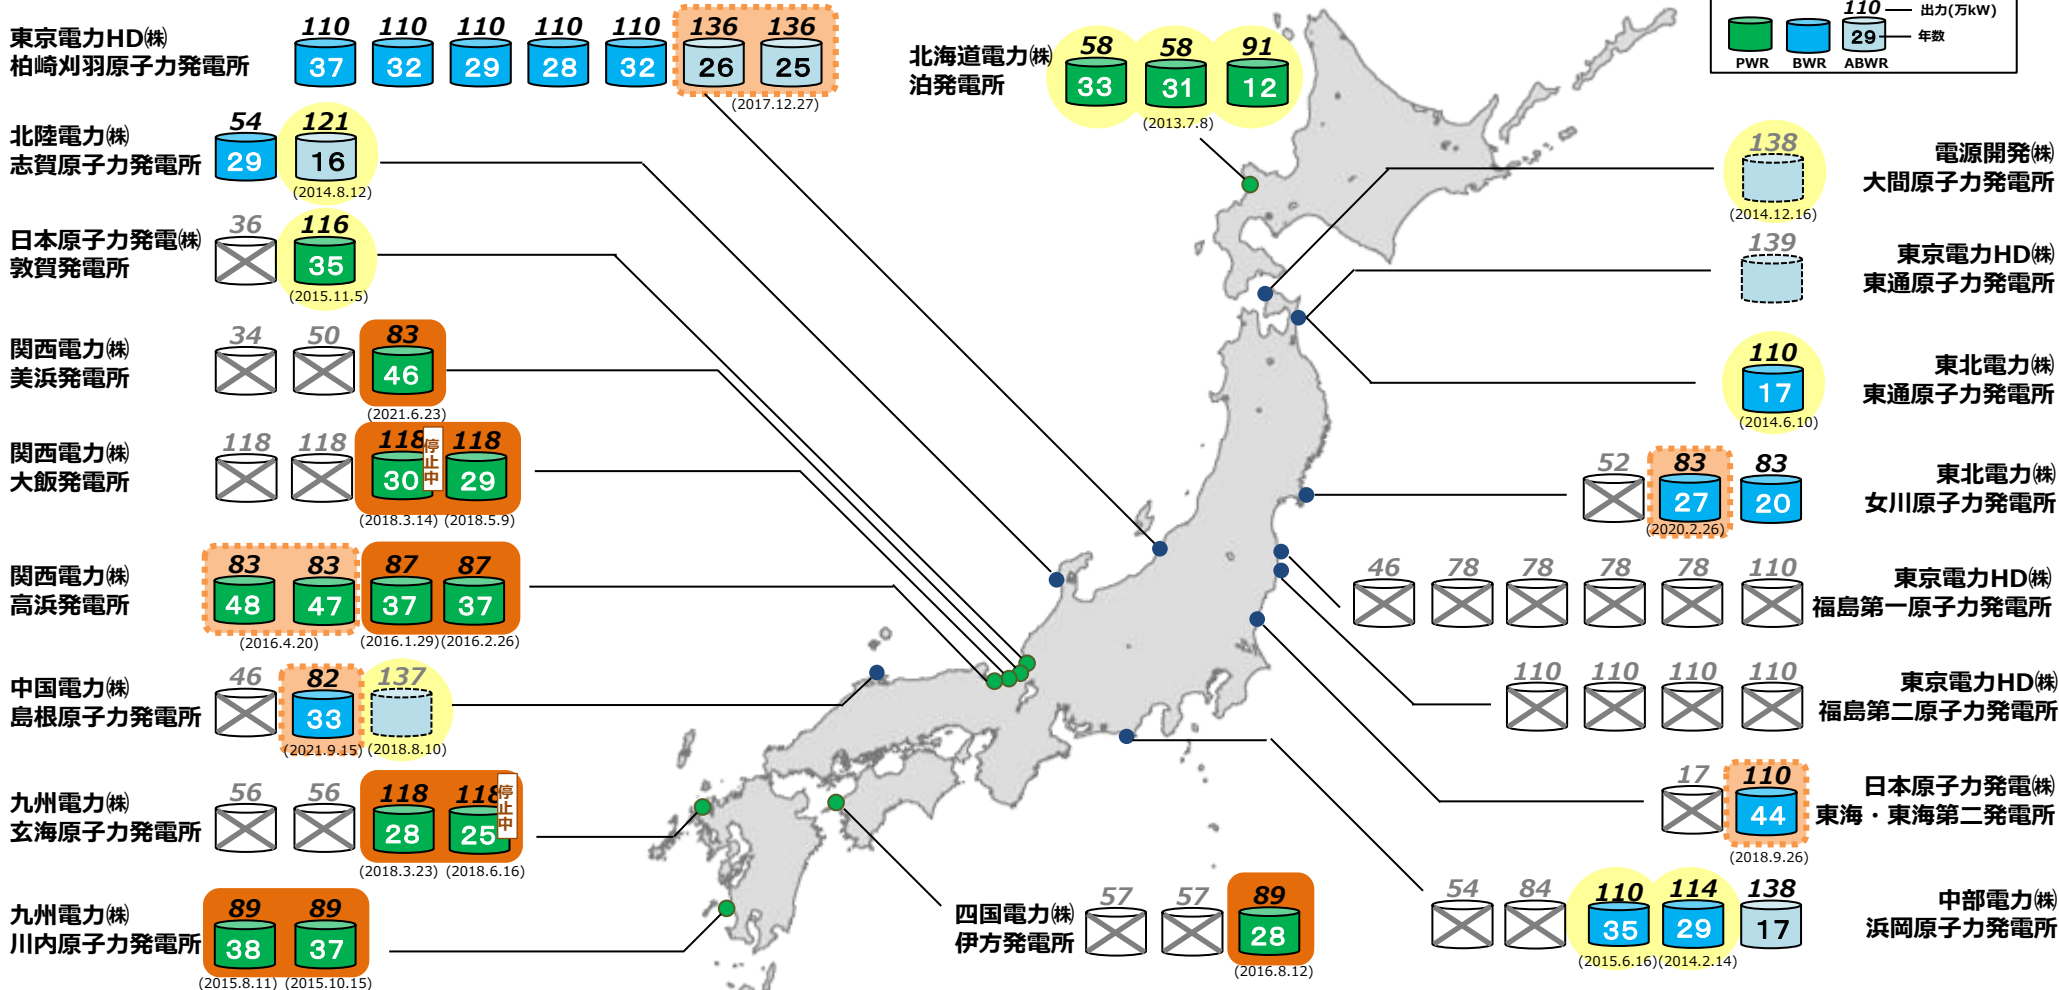 東京電力HD㈱
柏崎刈羽原子力発電所
110 110 110 110 110 136 136
37 32 29 28 32 26 25
(2017.12.27)
北陸電力㈱
志賀原子力発電所
54 121
29 16
(2014.8.12)
日本原子力発電㈱
敦賀発電所
36 116
35
(2015.11.5)
関西電力㈱
美浜発電所
34 50 83
46
(2021.6.23)
関西電力㈱
大飯発電所
118 118 118 118
30 29
停止中
(2018.3.14) (2018.5.9)
関西電力㈱
高浜発電所
83 83 87 87
48 47 37 37
(2016.4.20) (2016.1.29) (2016.2.26)
中国電力㈱
島根原子力発電所
46 82 137
33
(2021.9.15) (2018.8.10)
九州電力㈱
玄海原子力発電所
56 56 118 118
28 25
停止中
(2018.3.23) (2018.6.16)
九州電力㈱
川内原子力発電所
89 89
38 37
(2015.8.11) (2015.10.15)
北海道電力㈱
泊発電所
58 58 91
33 31 12
(2013.7.8)
四国電力㈱
伊方発電所
57 57 89
28
(2016.8.12)
110 出力(万kW)
29 年数
PWR BWR ABWR
138
電源開発㈱
大間原子力発電所
(2014.12.16)
139
東京電力HD㈱
東通原子力発電所
110
17
東北電力㈱
東通原子力発電所
(2014.6.10)
52 83 83
27 20
東北電力㈱
女川原子力発電所
(2020.2.26)
46 78 78 78 78 110
東京電力HD㈱
福島第一原子力発電所
110 110 110 110
東京電力HD㈱
福島第二原子力発電所
17 110
44
日本原子力発電㈱
東海・東海第二発電所
(2018.9.26)
54 84 110 114 138
35 29 17
中部電力㈱
浜岡原子力発電所
(2015.6.16) (2014.2.14)